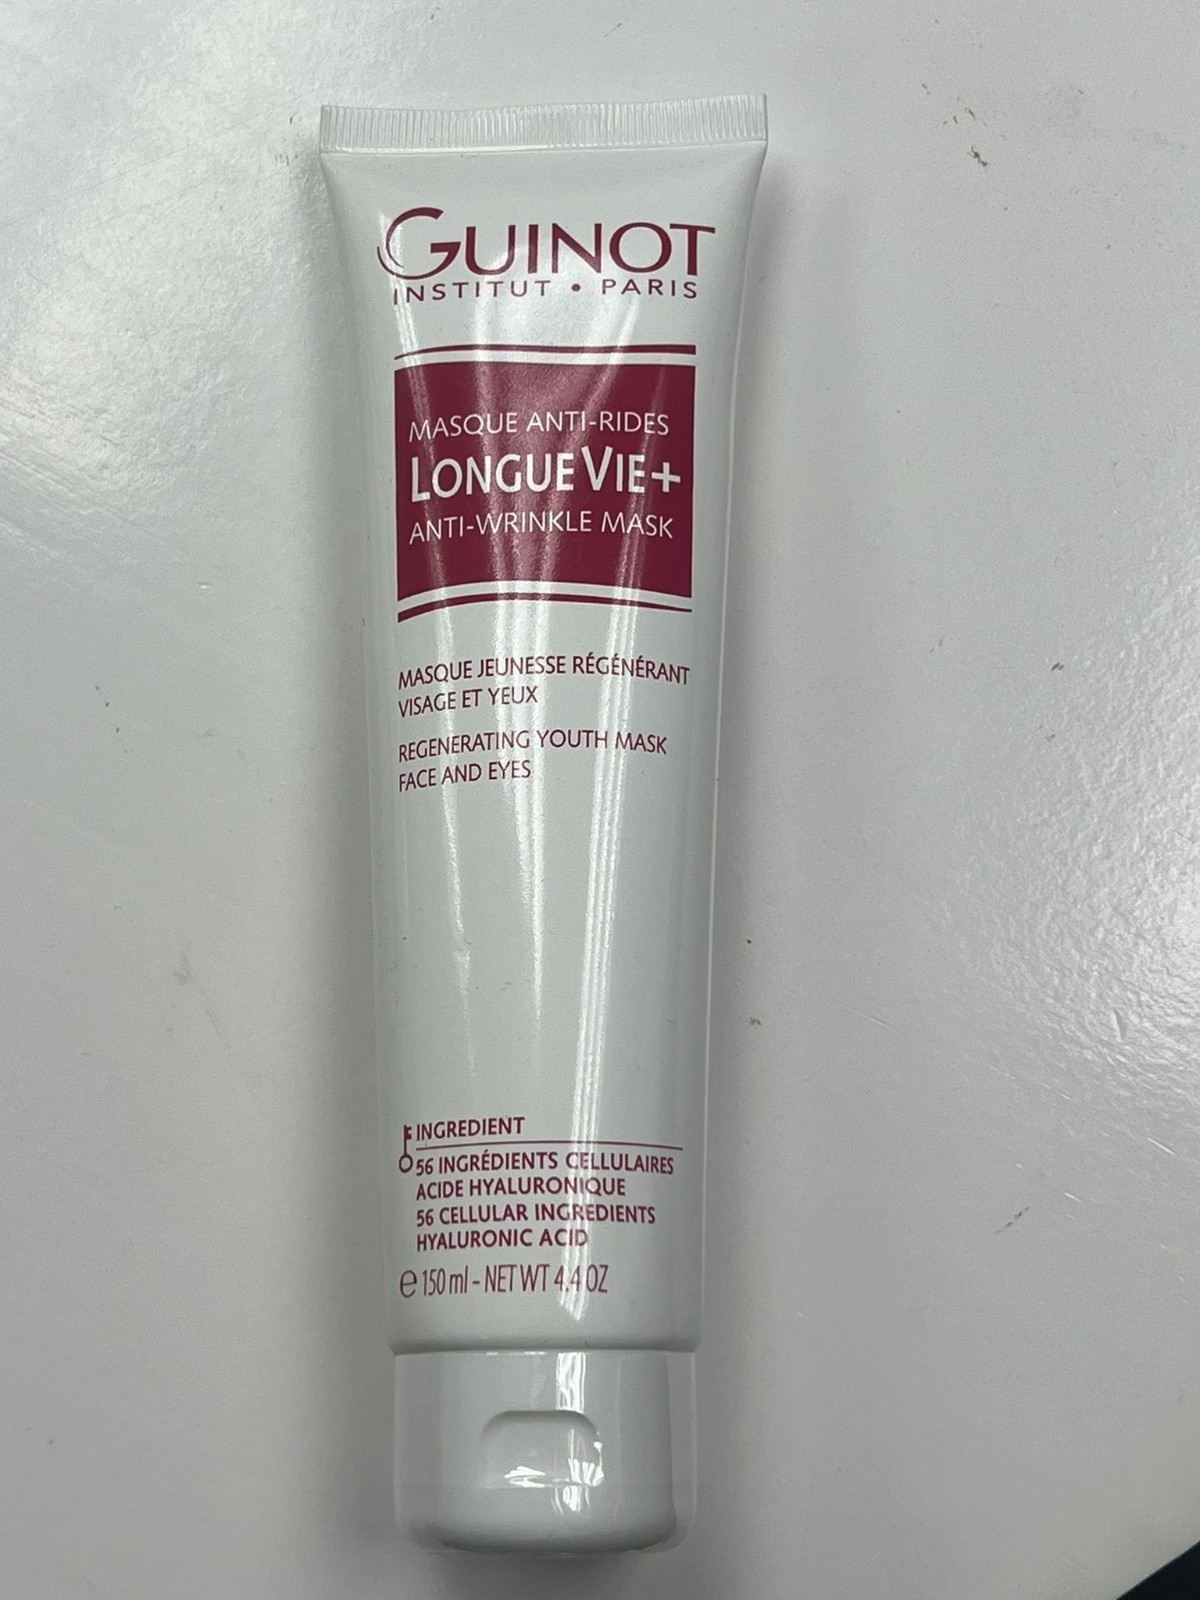 GUINOT
INSTITUT • PARIS
MASQUE ANTI-RIDES
LONGUE VIE+
ANTI-WRINKLE MASK
MASQUE JEUNESSE RÉGÉNÉRANT
VISAGE ET YEUX
REGENERATING YOUTH MASK
FACE AND EYES
INGREDIENT
56 INGRÉDIENTS CELLULAIRES
ACIDE HYALURONIQUE
56 CELLULAR INGREDIENTS
HYALURONIC ACID
℮ 150 ml - NET WT 4.4 OZ